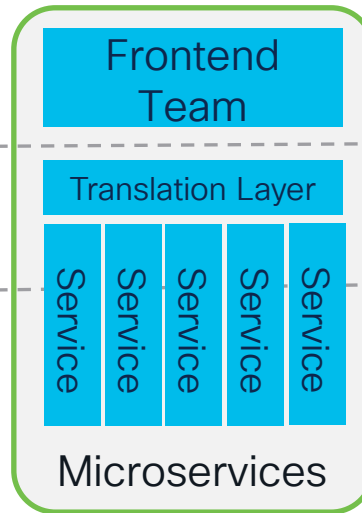 Frontend
Team
Translation Layer
Service
Service
Service
Service
Service
Microservices